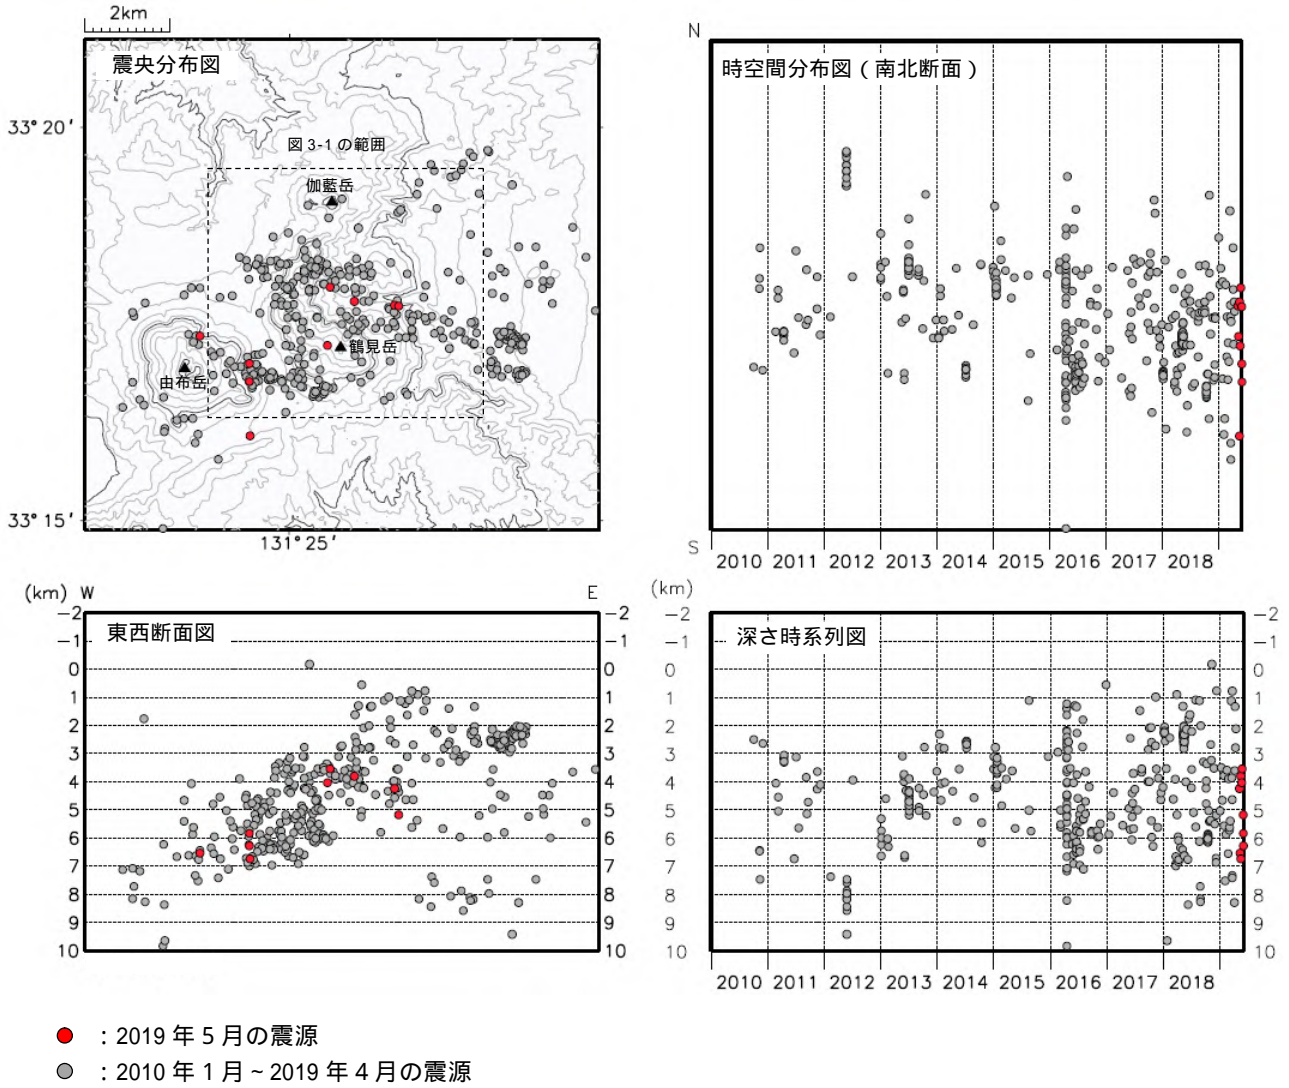 2km
震央分布図
33° 20′
図 3-1 の範囲
伽藍岳
鶴見岳
由布岳
33° 15′
131° 25′
N
時空間分布図 ( 南北断面 )
S
2010 2011 2012 2013 2014 2015 2016 2017 2018
(km) W E
東西断面図
-2 -2
-1 -1
0 0
1 1
2 2
3 3
4 4
5 5
6 6
7 7
8 8
9 9
10 10
(km)
深さ時系列図
-2 -2
-1 -1
0 0
1 1
2 2
3 3
4 4
5 5
6 6
7 7
8 8
9 9
10 10
2010 2011 2012 2013 2014 2015 2016 2017 2018
：2019 年 5 月の震源
：2010 年 1 月 ~ 2019 年 4 月の震源